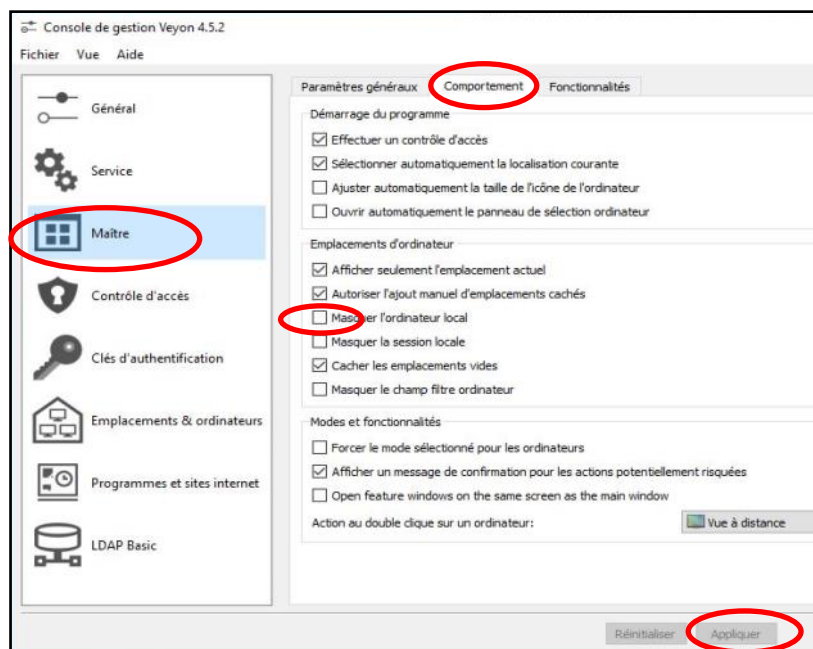 Console de gestion Veyon 4.5.2
Fichier Vue Aide
Général
Service
Maître
Contrôle d'accès
Clés d'authentification
Emplacements & ordinateurs
Programmes et sites internet
LDAP Basic
Paramètres généraux Comportement Fonctionnalités
Démarrage du programme
Effectuer un contrôle d'accès
Sélectionner automatiquement la localisation courante
Ajuster automatiquement la taille de l'icône de l'ordinateur
Ouvrir automatiquement le panneau de sélection ordinateur
Emplacements d'ordinateur
Afficher seulement l'emplacement actuel
Autoriser l'ajout manuel d'emplacements cachés
Masquer l'ordinateur local
Masquer la session locale
Cacher les emplacements vides
Masquer le champ filtre ordinateur
Modes et fonctionnalités
Forcer le mode sélectionné pour les ordinateurs
Afficher un message de confirmation pour les actions potentiellement risquées
Open feature windows on the same screen as the main window
Action au double clique sur un ordinateur: Vue à distance
Réinitialiser Appliquer